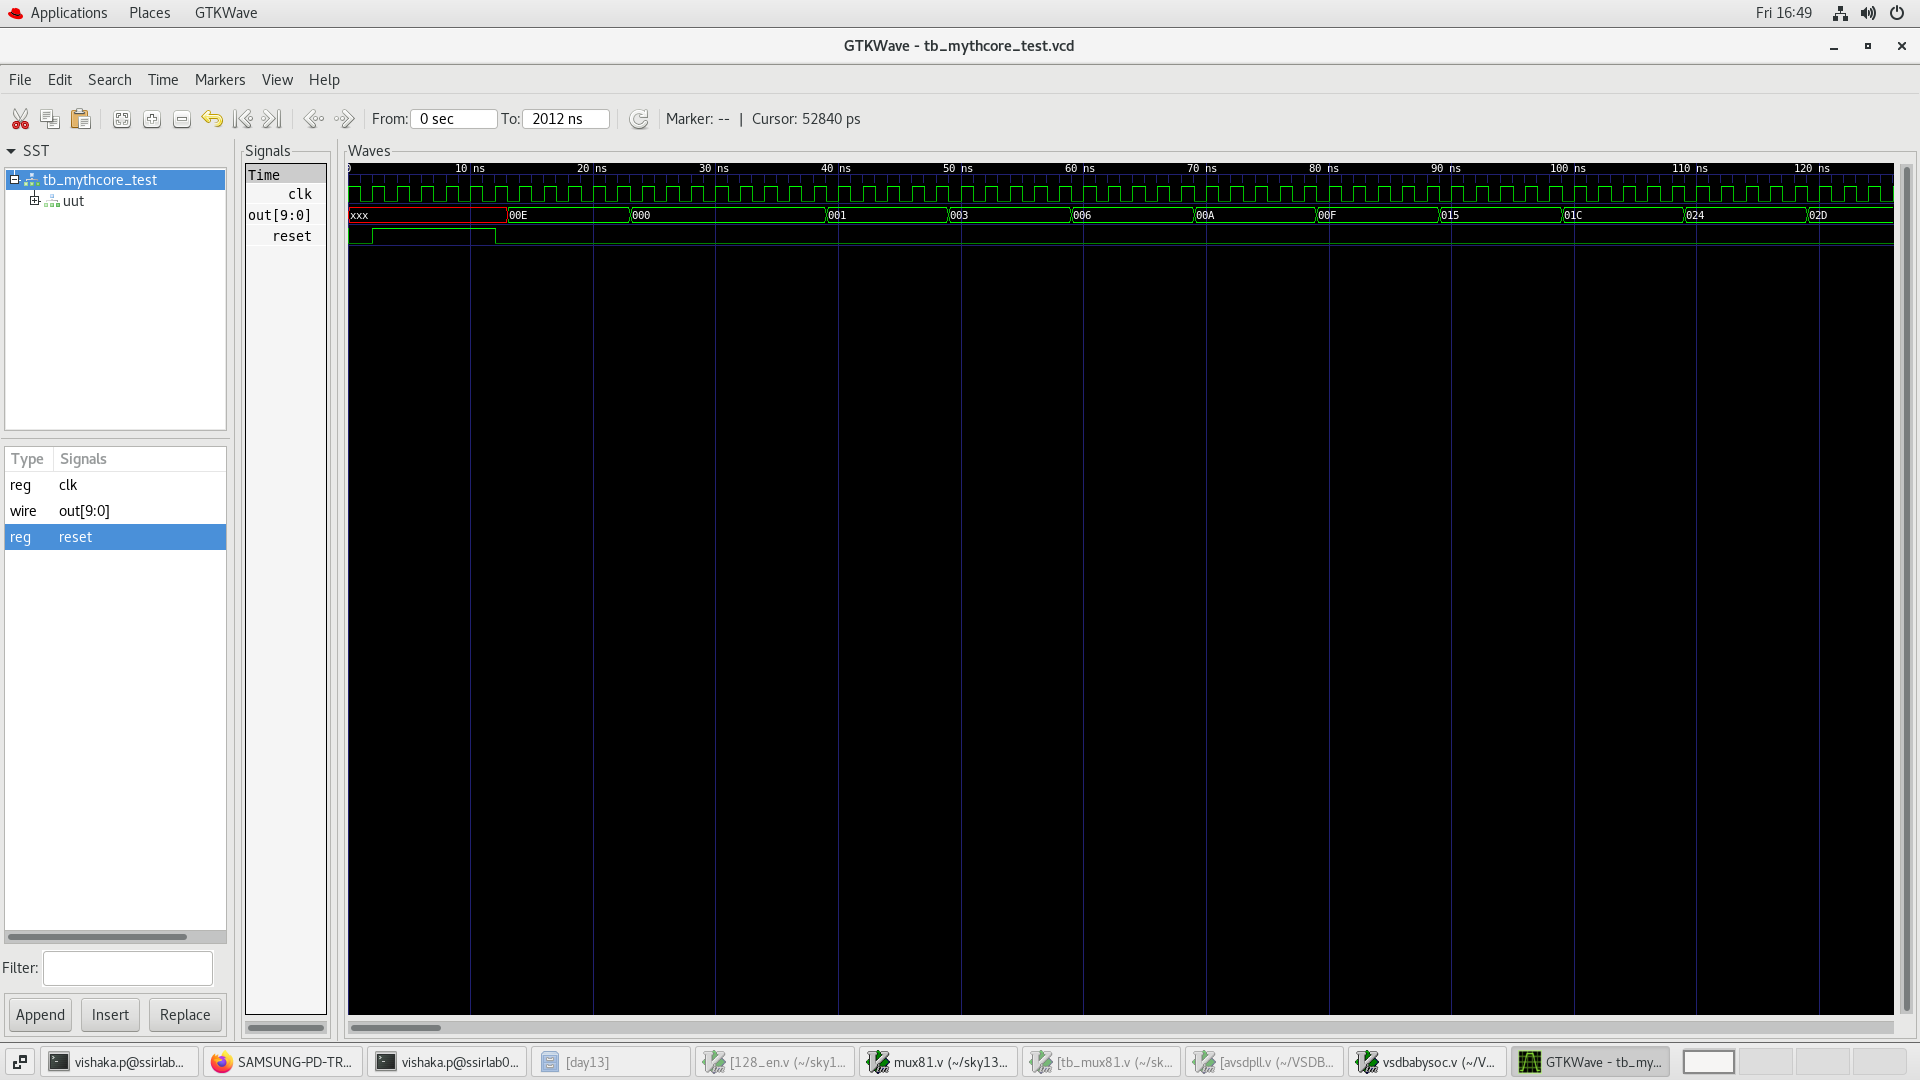 Applications Places GTKWave Fri 16:49
GTKWave - tb_mythcore_test.vcd
File Edit Search Time Markers View Help
From: 0 sec To: 2012 ns Marker: -- | Cursor: 52840 ps
SST
tb_mythcore_test
uut
Type Signals
reg clk
wire out[9:0]
reg reset
Filter:
Append Insert Replace
Signals
Time
clk
out[9:0]
reset
Waves
0 10 ns 20 ns 30 ns 40 ns 50 ns 60 ns 70 ns 80 ns 90 ns 100 ns 110 ns 120 ns
xxx 00E 000 001 003 006 00A 00F 015 01C 024 02D
vishaka.p@ssirlab... SAMSUNG-PD-TR... vishaka.p@ssirlab0... [day13] [128_en.v (~/sky1... mux81.v (~/sky13... [tb_mux81.v (~/sk... [avsdpll.v (~/VSDB... vsdbabysoc.v (~/V... GTKWave - tb_my...